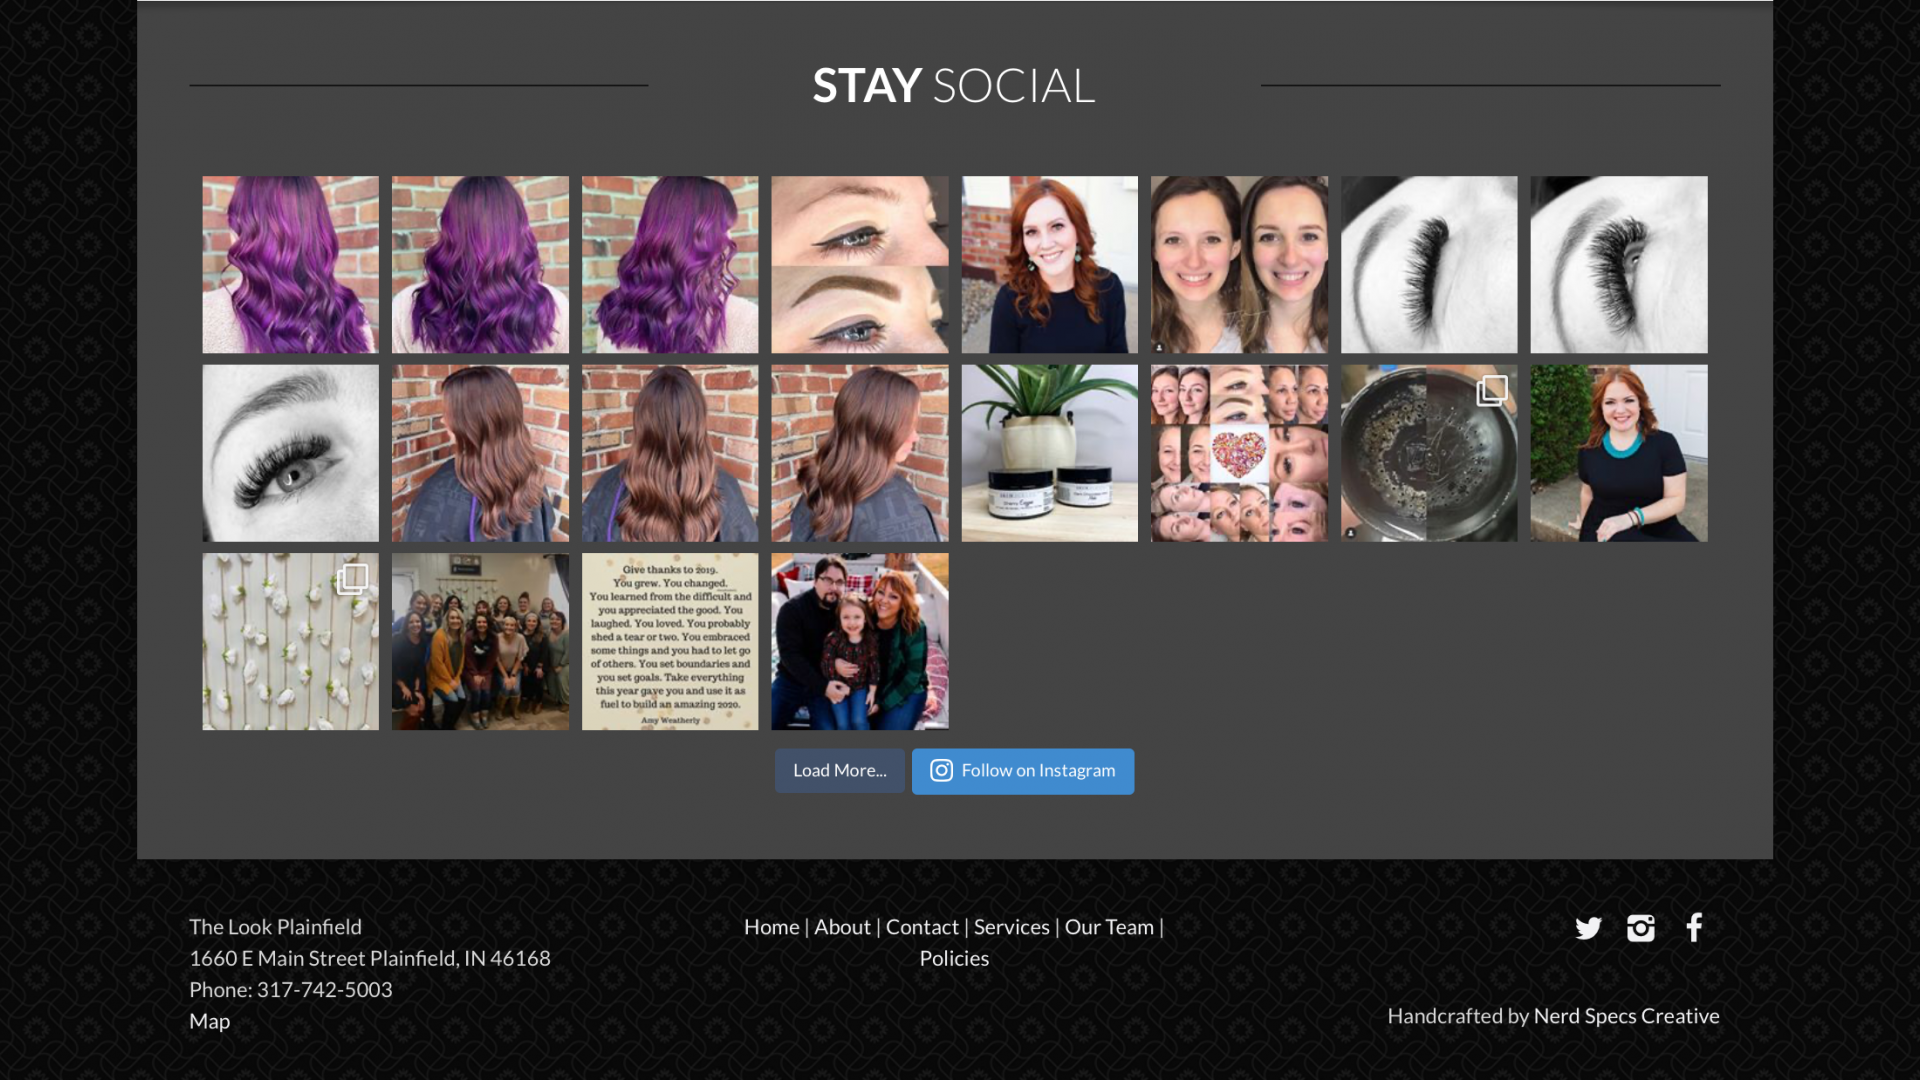 STAY SOCIAL
Give thanks to 2019.
You grew. You changed.
You learned from the difficult and
you appreciated the good. You
laughed. You loved. You probably
shed a tear or two. You embraced
some things and you had to let go
of others. You set boundaries and
you set goals. Take everything
this year gave you and use it as
fuel to build an amazing 2020.
Amy Weatherly
Load More...
Follow on Instagram
The Look Plainfield
1660 E Main Street Plainfield, IN 46168
Phone: 317-742-5003
Map
Home | About | Contact | Services | Our Team |
Policies
Handcrafted by Nerd Specs Creative